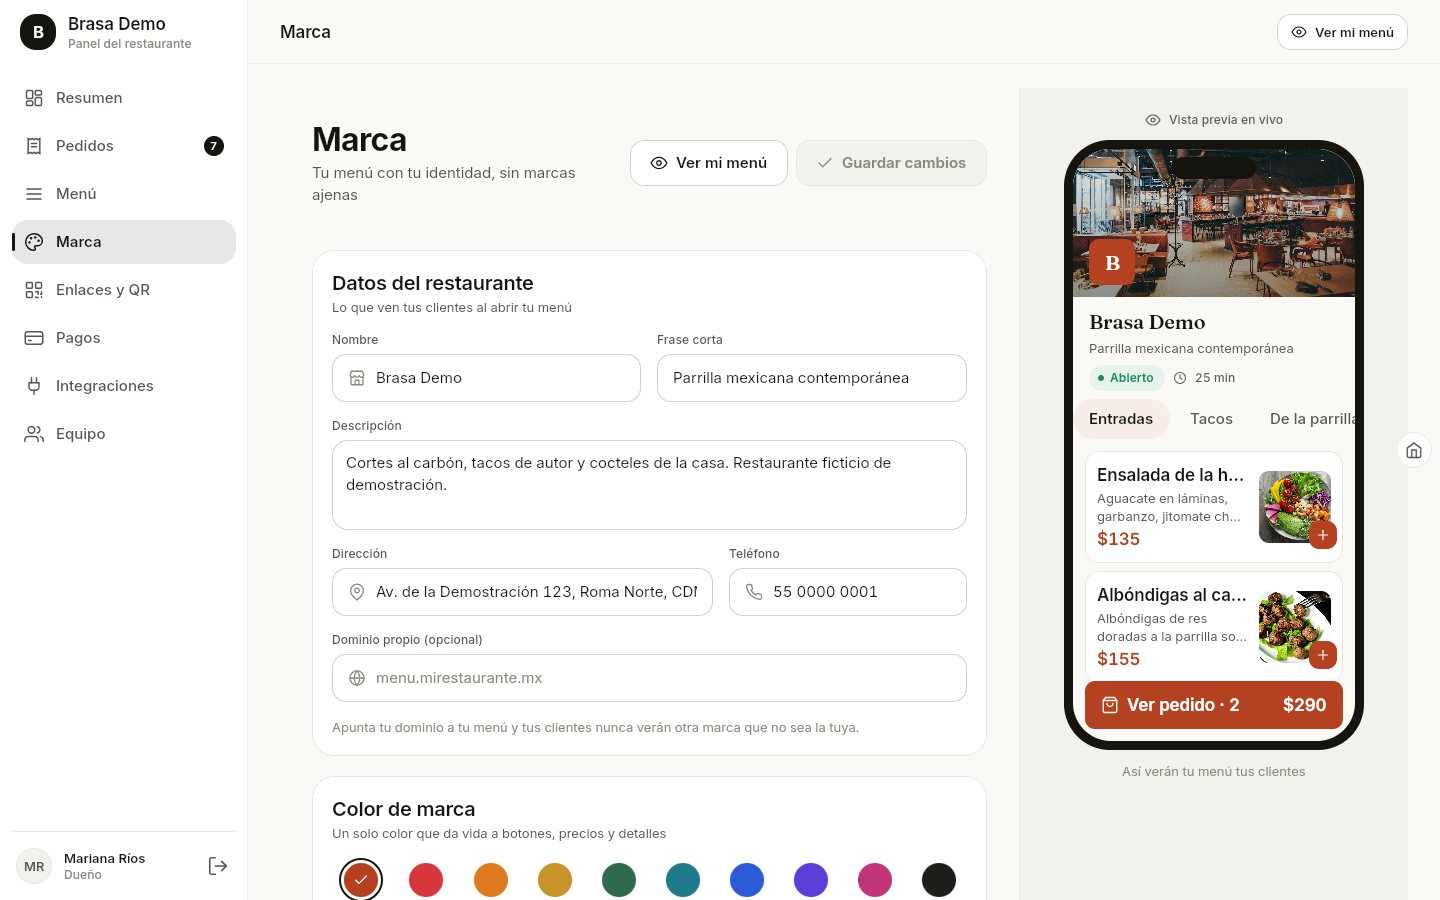 B
Brasa Demo
Panel del restaurante
Resumen
Pedidos
7
Menú
Marca
Enlaces y QR
Pagos
Integraciones
Equipo
MR
Mariana Ríos
Dueño
Marca
Ver mi menú
Marca
Tu menú con tu identidad, sin marcas
ajenas
Ver mi menú
Guardar cambios
Datos del restaurante
Lo que ven tus clientes al abrir tu menú
Nombre
Frase corta
Brasa Demo
Parrilla mexicana contemporánea
Descripción
Cortes al carbón, tacos de autor y cocteles de la casa. Restaurante ficticio de
demostración.
Dirección
Teléfono
Av. de la Demostración 123, Roma Norte, CDM
55 0000 0001
Dominio propio (opcional)
menu.mirestaurante.mx
Apunta tu dominio a tu menú y tus clientes nunca verán otra marca que no sea la tuya.
Color de marca
Un solo color que da vida a botones, precios y detalles
Vista previa en vivo
B
Brasa Demo
Parrilla mexicana contemporánea
Abierto
25 min
Entradas
Tacos
De la parrilla
Ensalada de la h...
Aguacate en láminas,
garbanzo, jitomate ch...
$135
Albóndigas al ca...
Albóndigas de res
doradas a la parrilla so...
$155
Ver pedido · 2
$290
Así verán tu menú tus clientes